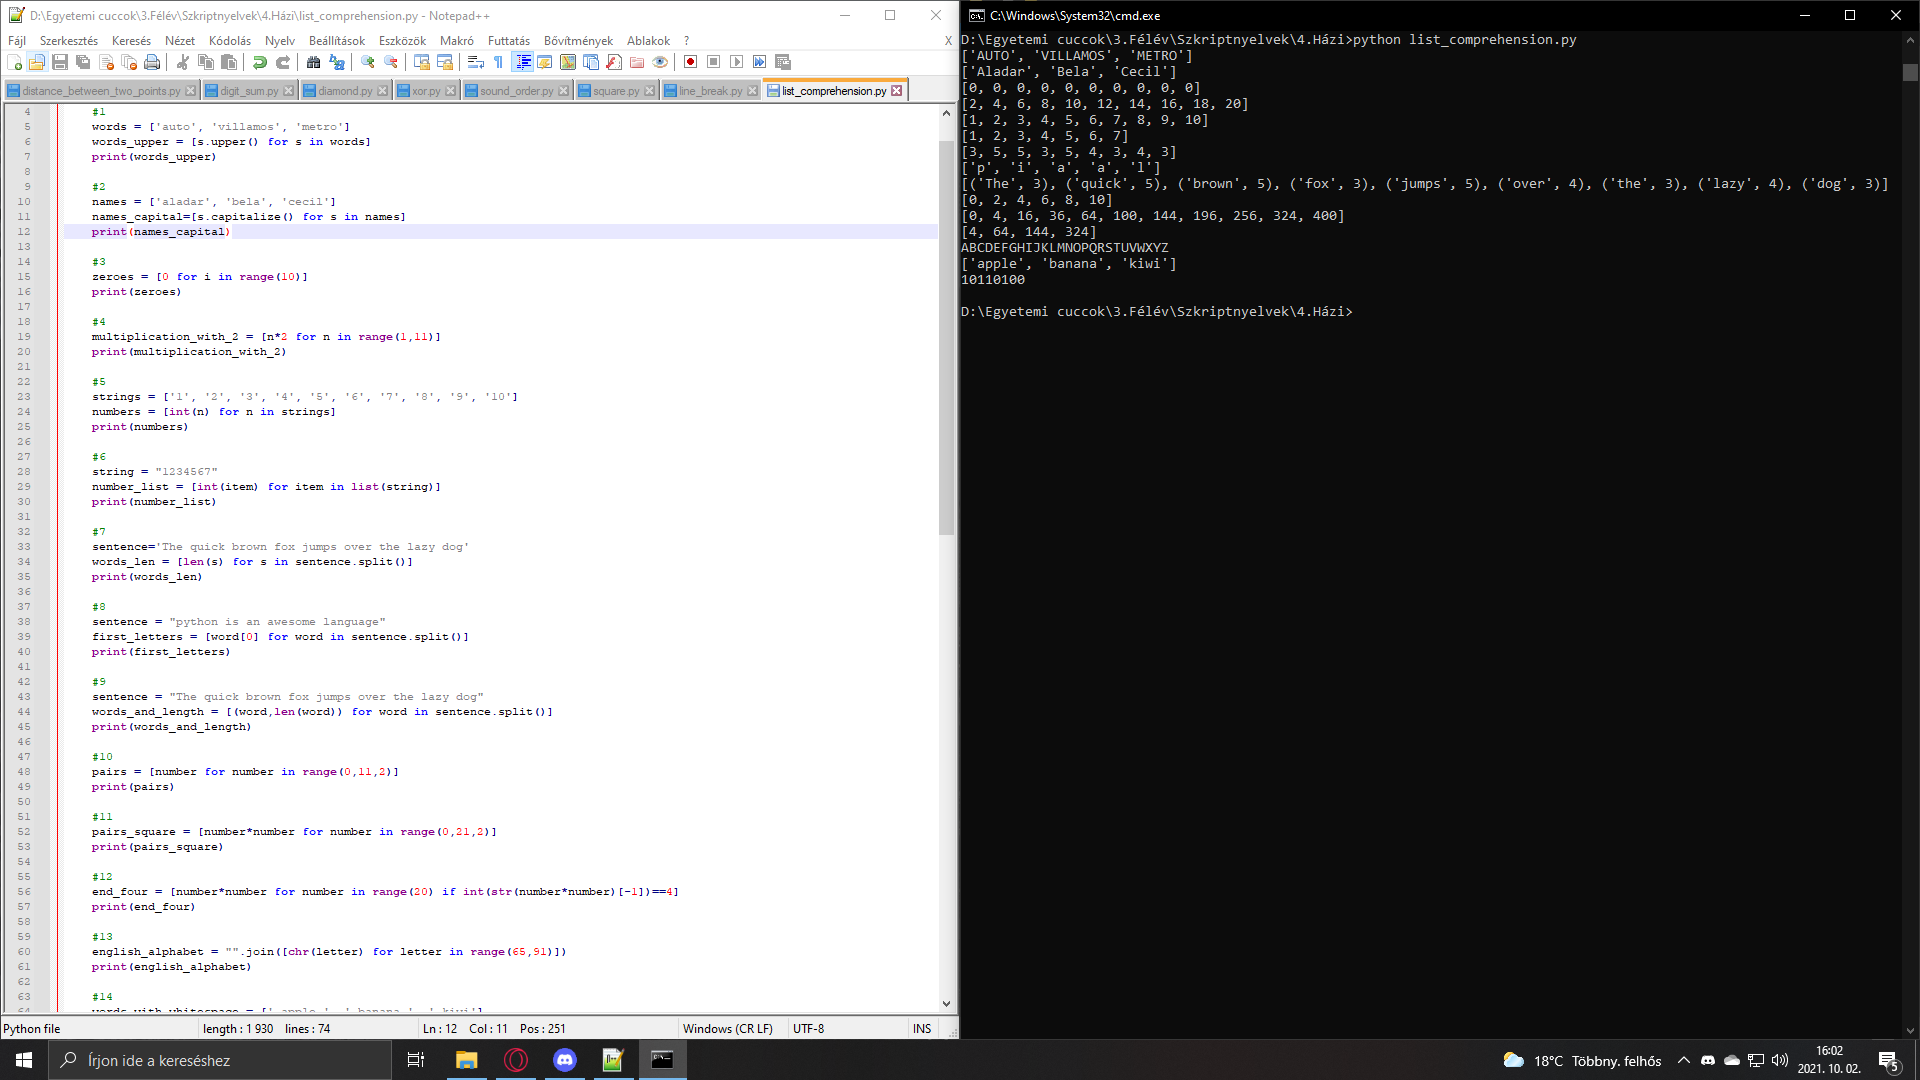 D:\Egyetemi cuccok\3.Félév\Szkriptnyelvek\4.Házi\list_comprehension.py - Notepad++
Fájl Szerkesztés Keresés Nézet Kódolás Nyelv Beállítások Eszközök Makró Futtatás Bővítmények Ablakok ? X
distance_between_two_points.py digit_sum.py diamond.py xor.py sound_order.py square.py line_break.py list_comprehension.py
4 #1
5 words = ['auto', 'villamos', 'metro']
6 words_upper = [s.upper() for s in words]
7 print(words_upper)
8
9 #2
10 names = ['aladar', 'bela', 'cecil']
11 names_capital=[s.capitalize() for s in names]
12 print(names_capital)
13
14 #3
15 zeroes = [0 for i in range(10)]
16 print(zeroes)
17
18 #4
19 multiplication_with_2 = [n*2 for n in range(1,11)]
20 print(multiplication_with_2)
21
22 #5
23 strings = ['1', '2', '3', '4', '5', '6', '7', '8', '9', '10']
24 numbers = [int(n) for n in strings]
25 print(numbers)
26
27 #6
28 string = "1234567"
29 number_list = [int(item) for item in list(string)]
30 print(number_list)
31
32 #7
33 sentence='The quick brown fox jumps over the lazy dog'
34 words_len = [len(s) for s in sentence.split()]
35 print(words_len)
36
37 #8
38 sentence = "python is an awesome language"
39 first_letters = [word[0] for word in sentence.split()]
40 print(first_letters)
41
42 #9
43 sentence = "The quick brown fox jumps over the lazy dog"
44 words_and_length = [(word,len(word)) for word in sentence.split()]
45 print(words_and_length)
46
47 #10
48 pairs = [number for number in range(0,11,2)]
49 print(pairs)
50
51 #11
52 pairs_square = [number*number for number in range(0,21,2)]
53 print(pairs_square)
54
55 #12
56 end_four = [number*number for number in range(20) if int(str(number*number)[-1])==4]
57 print(end_four)
58
59 #13
60 english_alphabet = "".join([chr(letter) for letter in range(65,91)])
61 print(english_alphabet)
62
63 #14
Python file length : 1 930 lines : 74 Ln : 12 Col : 11 Pos : 251 Windows (CR LF) UTF-8 INS
C:\Windows\System32\cmd.exe
D:\Egyetemi cuccok\3.Félév\Szkriptnyelvek\4.Házi>python list_comprehension.py
['AUTO', 'VILLAMOS', 'METRO']
['Aladar', 'Bela', 'Cecil']
[0, 0, 0, 0, 0, 0, 0, 0, 0, 0]
[2, 4, 6, 8, 10, 12, 14, 16, 18, 20]
[1, 2, 3, 4, 5, 6, 7, 8, 9, 10]
[1, 2, 3, 4, 5, 6, 7]
[3, 5, 5, 3, 5, 4, 3, 4, 3]
['p', 'i', 'a', 'a', 'l']
[('The', 3), ('quick', 5), ('brown', 5), ('fox', 3), ('jumps', 5), ('over', 4), ('the', 3), ('lazy', 4), ('dog', 3)]
[0, 2, 4, 6, 8, 10]
[0, 4, 16, 36, 64, 100, 144, 196, 256, 324, 400]
[4, 64, 144, 324]
ABCDEFGHIJKLMNOPQRSTUVWXYZ
['apple', 'banana', 'kiwi']
10110100
D:\Egyetemi cuccok\3.Félév\Szkriptnyelvek\4.Házi>
Írjon ide a kereséshez
18°C Többny. felhős
16:02
2021. 10. 02.
5